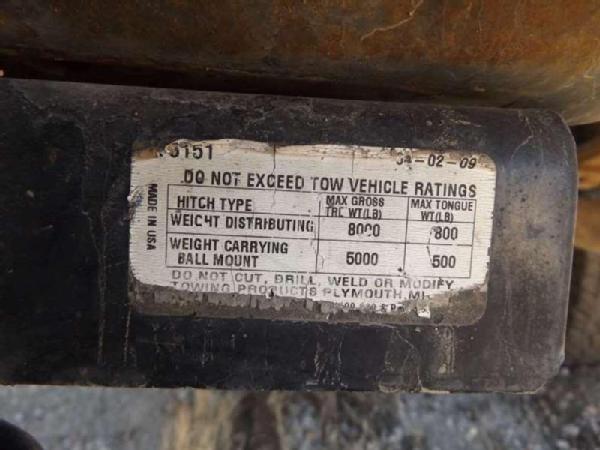 5151 04-02-09
DO NOT EXCEED TOW VEHICLE RATINGS
HITCH TYPE MAX GROSS TRL WT(LB) MAX TONGUE WT(LB)
WEIGHT DISTRIBUTING 8000 800
WEIGHT CARRYING BALL MOUNT 5000 500
DO NOT CUT, DRILL, WELD OR MODIFY
TOWING PRODUCTS PLYMOUTH, MI
MADE IN USA